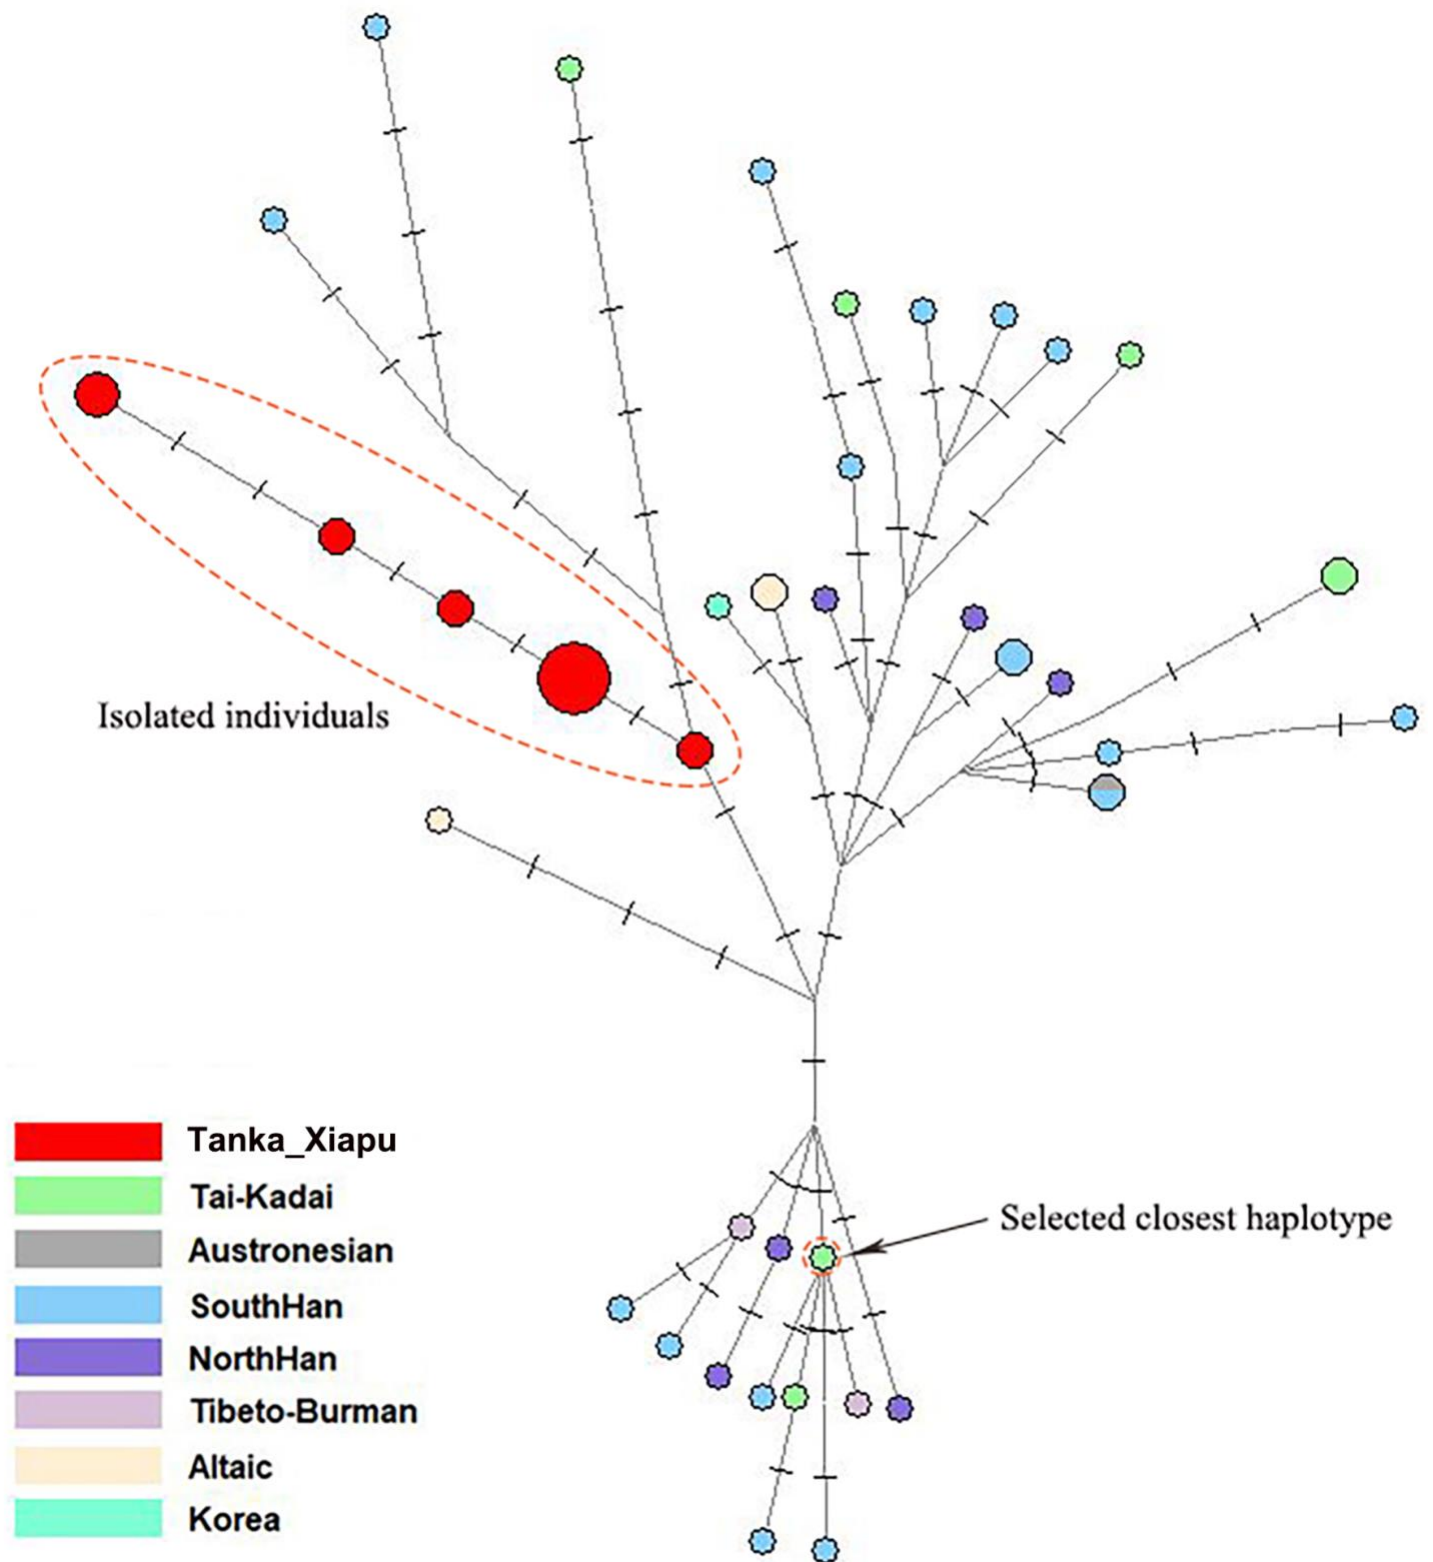 Isolated individuals
Tanka_Xiapu
Tai-Kadai
Selected closest haplotype
Austronesian
SouthHan
NorthHan
Tibeto-Burman
Altaic
Korea